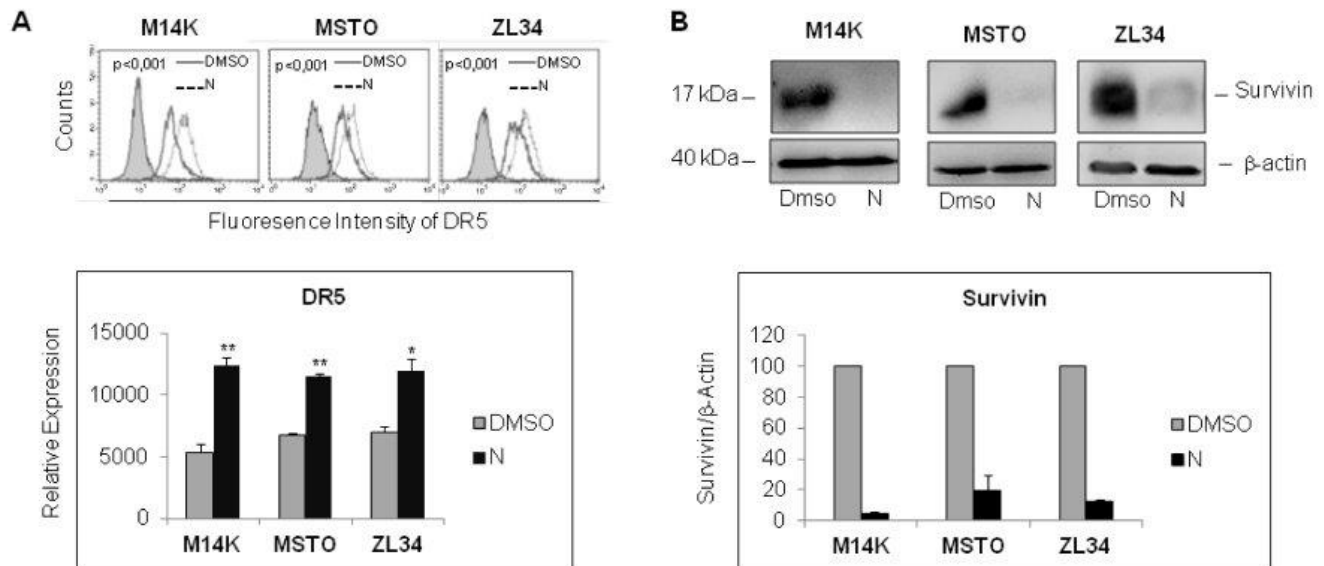 A
M14K MSTO ZL34
p<0,001 DMSO N
p<0,001 DMSO N
p<0,001 DMSO N
Counts
Fluoresence Intensity of DR5
DR5
Relative Expression
15000
10000
5000
0
** ** *
DMSO
N
M14K MSTO ZL34
B
M14K MSTO ZL34
17 kDa
Survivin
40 kDa
β-actin
Dmso N Dmso N Dmso N
Survivin
Survivin/β-Actin
120
100
80
60
40
20
0
DMSO
N
M14K MSTO ZL34